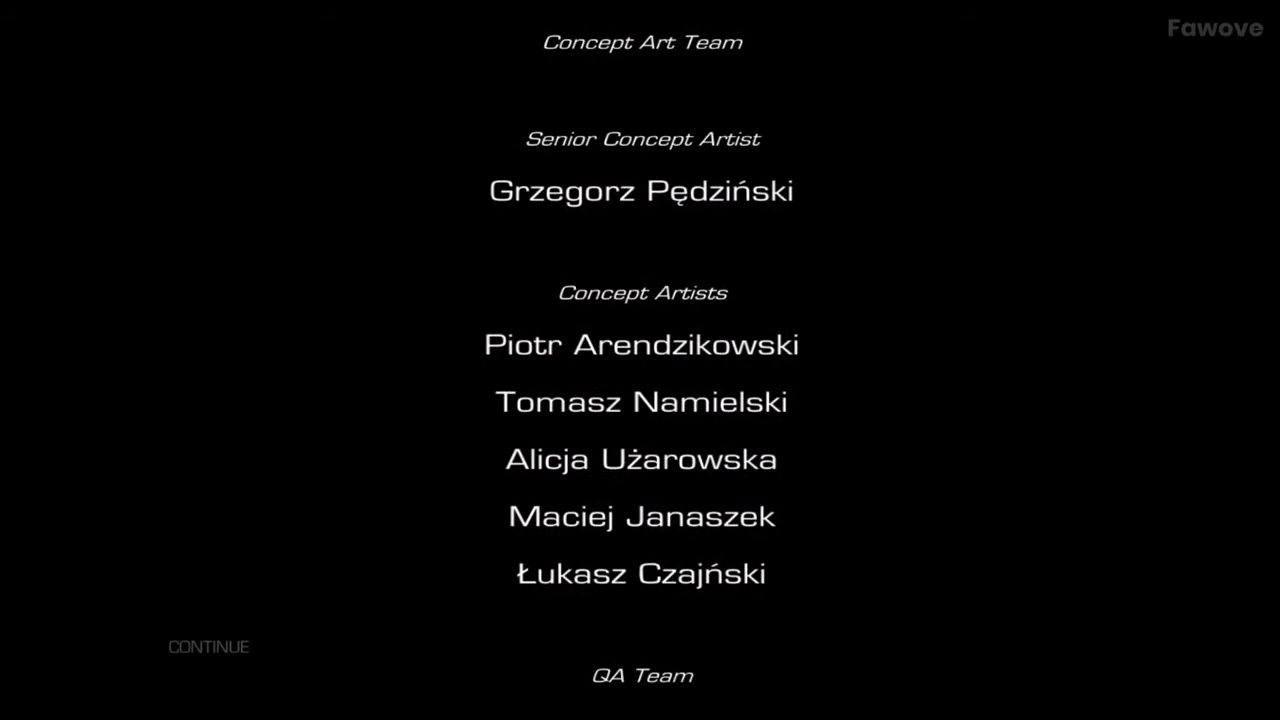 Fawove
Concept Art Team
Senior Concept Artist
Grzegorz Pędziński
Concept Artists
Piotr Arendzikowski
Tomasz Namielski
Alicja Użarowska
Maciej Janaszek
Łukasz Czajński
CONTINUE
QA Team